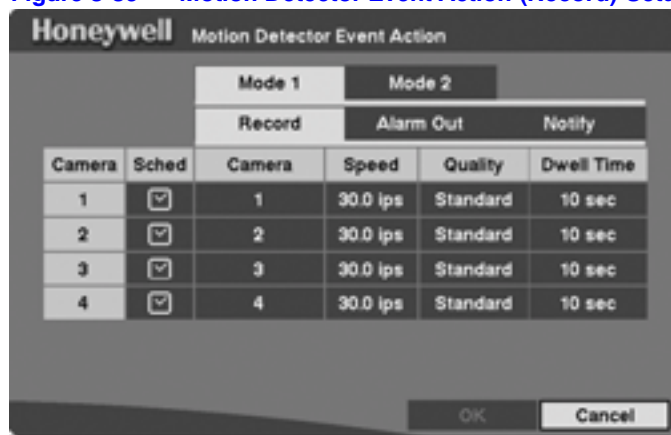 Honeywell Motion Detector Event Action
Mode 1 Mode 2
Record Alarm Out Notify
Camera Sched Camera Speed Quality Dwell Time
1 1 30.0 ips Standard 10 sec
2 2 30.0 ips Standard 10 sec
3 3 30.0 ips Standard 10 sec
4 4 30.0 ips Standard 10 sec
OK Cancel